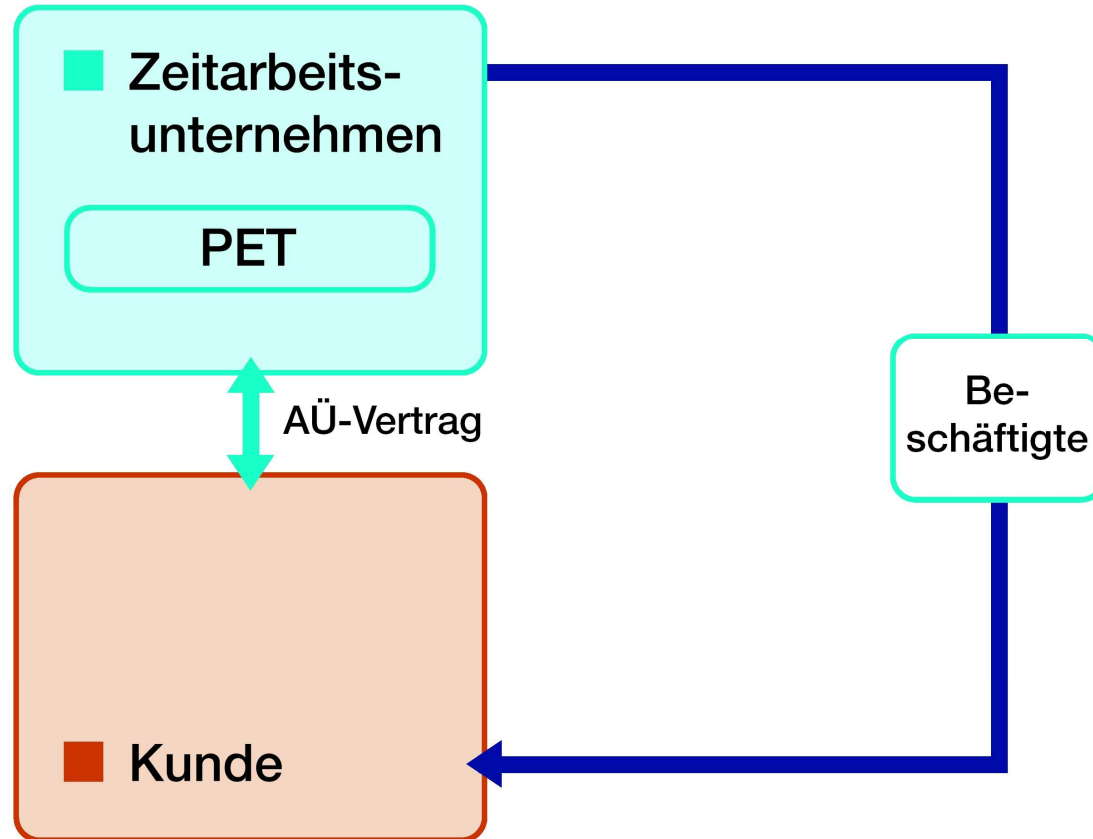 Zeitarbeits-
unternehmen
PET
AÜ-Vertrag
Be-
schäftigte
Kunde